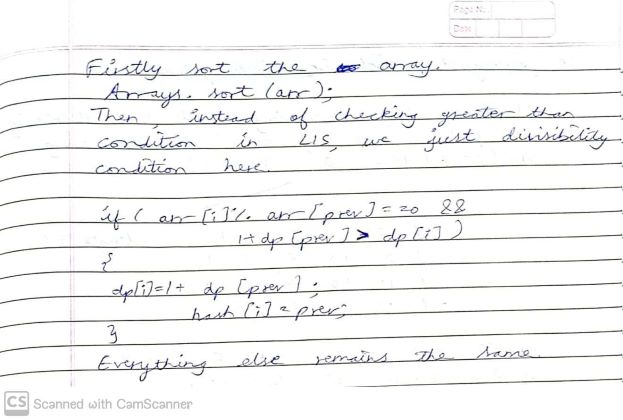 Page No.
Date
Firstly sort the array.
Arrays.sort (arr);
Then, instead of checking greater than
condition in LIS, we just divisibility
condition here.
if ( arr [i] % arr [prev] == 0 &&
1+dp [prev] > dp [i] )
{
dp[i]=1+ dp [prev];
hash [i] = prev;
}
Everything else remains the same.
CS Scanned with CamScanner